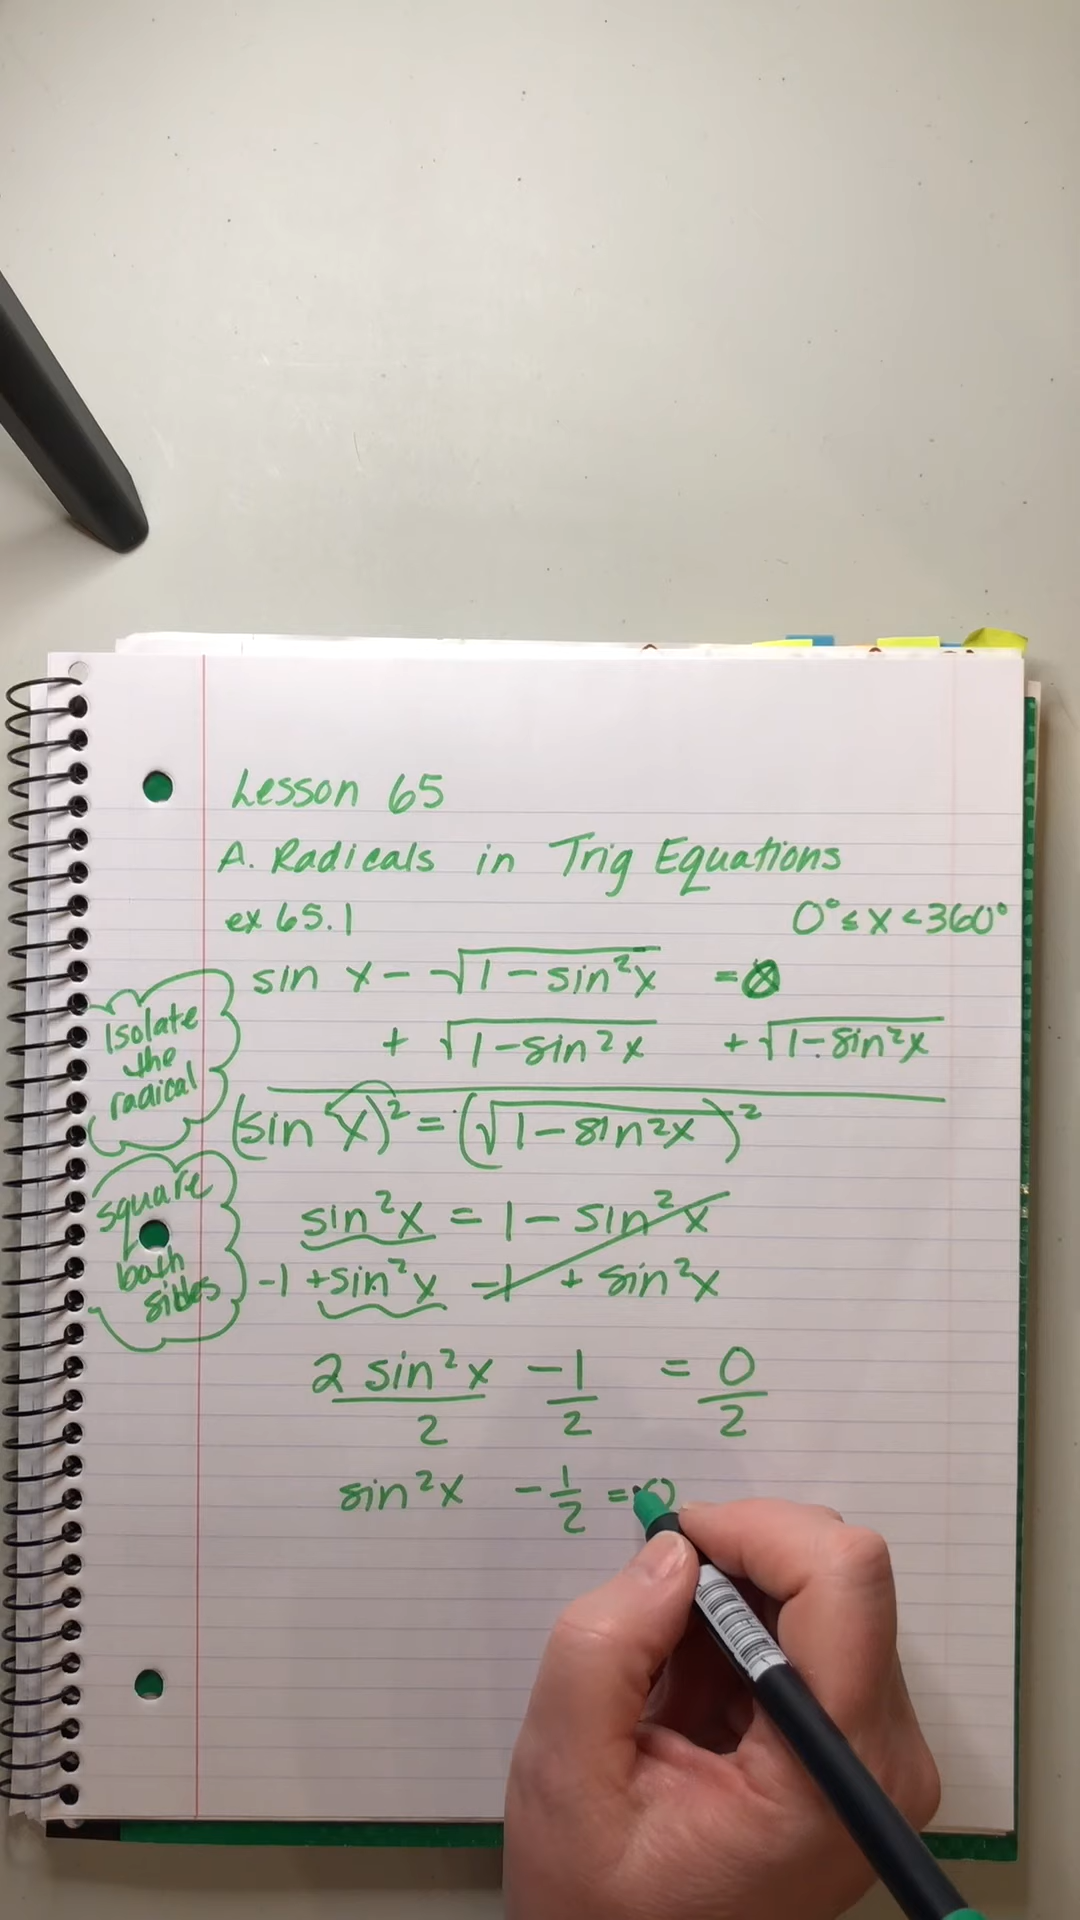 Lesson 65
A. Radicals in Trig Equations
ex 65.1 0° ≤ x < 360°
sin x - √(1 - sin²x) = 0
Isolate the radical
+ √(1 - sin²x) + √(1 - sin²x)
(sin x)² = (√(1 - sin²x))²
square both sides
sin²x = 1 - sin²x
-1 + sin²x -1 + sin²x
2 sin²x -1 = 0
2 2 2
sin²x - 1/2 = 0